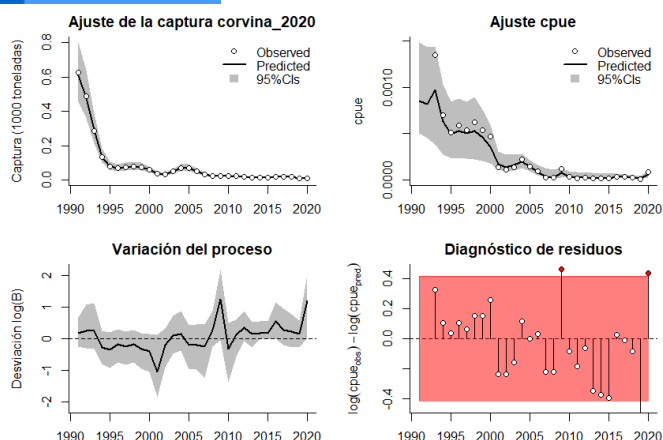 Ajuste de la captura corvina_2020
Captura (1000 toneladas)
0.0 0.2 0.4 0.6 0.8
Observed
Predicted
95%CIs
1990 1995 2000 2005 2010 2015 2020
Ajuste cpue
cpue
0.0000 0.0010
Observed
Predicted
95%CIs
1990 1995 2000 2005 2010 2015 2020
Variación del proceso
Desviación log(B)
-2 -1 0 1 2
1990 1995 2000 2005 2010 2015 2020
Diagnóstico de residuos
log(cpue_obs) − log(cpue_pred)
-0.4 0.0 0.2 0.4
1990 1995 2000 2005 2010 2015 2020